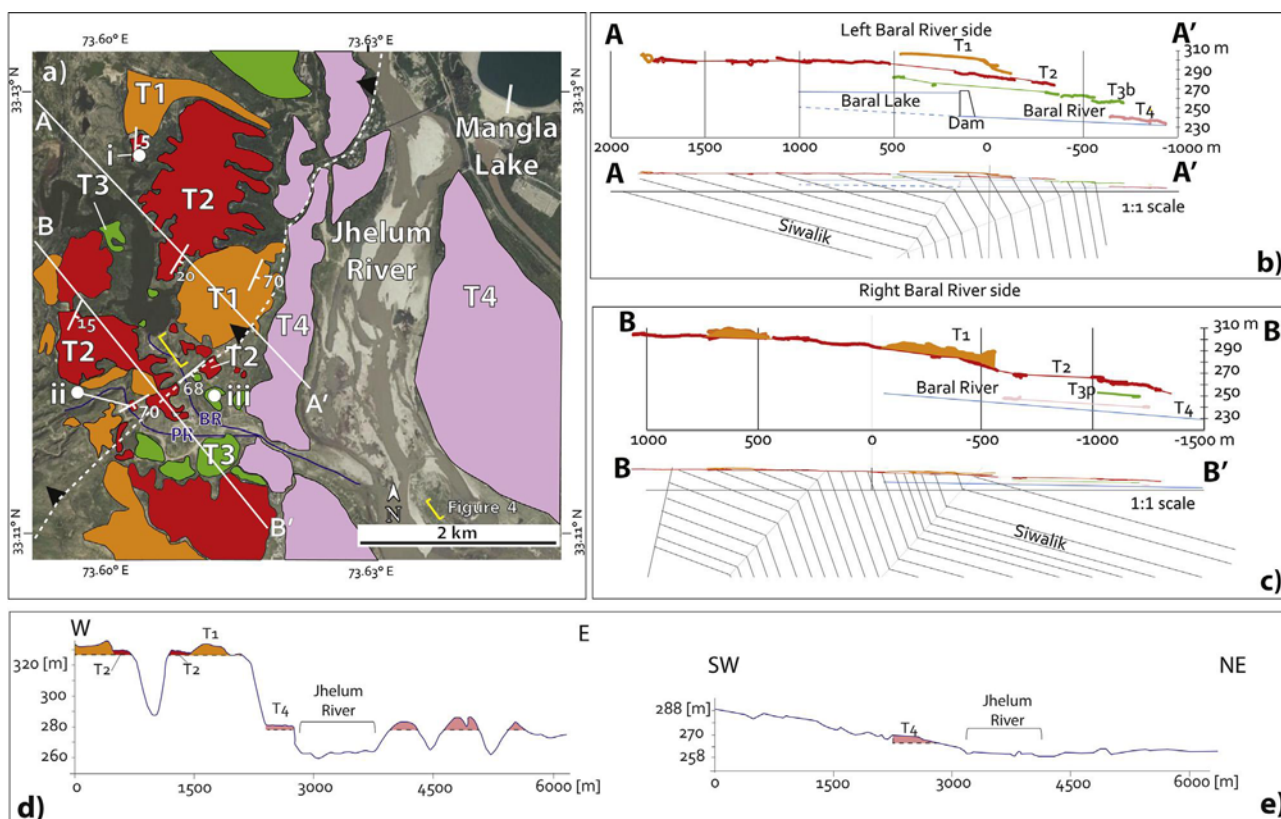 a)
73.60° E
73.63° E
33.13° N
33.13° N
T1
A
5
i
Mangla
Lake
T3
T2
B
Jhelum
River
20
70
T1
T4
T4
15
T2
T2
ii
68
iii
70
BR
A'
PR
T3
B'
N
Figure 4
2 km
33.11° N
33.11° N
73.60° E
73.63° E
A
Left Baral River side
A'
310 m
290
270
250
230
T1
T2
T3b
T4
Baral Lake
Baral River
Dam
2000 1500 1000 500 0 -500 -1000 m
A
A'
1:1 scale
Siwalik
b)
Right Baral River side
B
B'
310 m
290
270
250
230
T1
T2
T3p
T4
Baral River
1000 500 0 -500 -1000 -1500 m
B
B'
1:1 scale
Siwalik
c)
W
E
T1
320 [m]
T2
T2
300
T4
Jhelum
River
280
260
0 1500 3000 4500 6000 [m]
d)
SW
NE
288 [m]
Jhelum
River
T4
270
258
0 1500 3000 4500 6000 [m]
e)